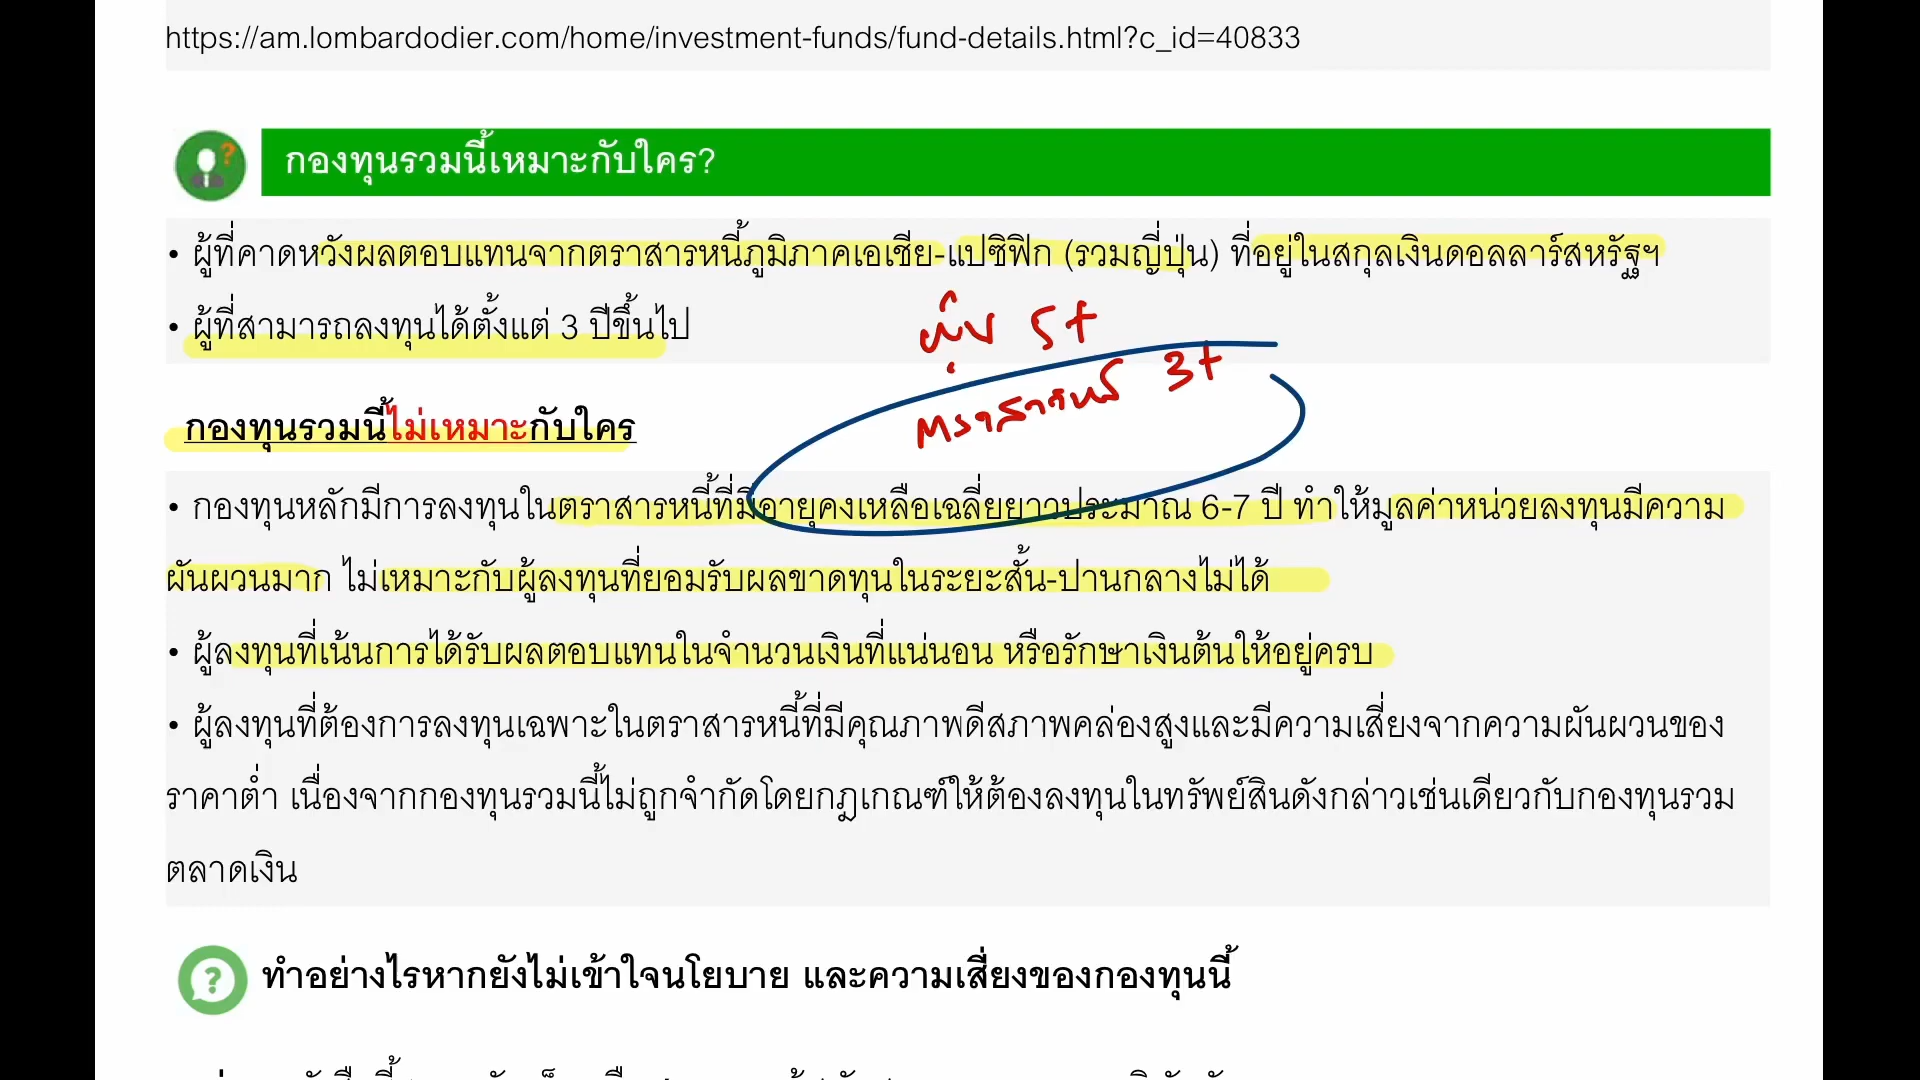 https://am.lombardodier.com/home/investment-funds/fund-details.html?c_id=40833
กองทุนรวมนี้เหมาะกับใคร?
• ผู้ที่คาดหวังผลตอบแทนจากตราสารหนี้ภูมิภาคเอเชีย-แปซิฟิก (รวมญี่ปุ่น) ที่อยู่ในสกุลเงินดอลลาร์สหรัฐฯ
• ผู้ที่สามารถลงทุนได้ตั้งแต่ 3 ปีขึ้นไป
หุ้น 5+
ตราสารหนี้ 3+
กองทุนรวมนี้ไม่เหมาะกับใคร
• กองทุนหลักมีการลงทุนในตราสารหนี้ที่มีอายุคงเหลือเฉลี่ยยาวประมาณ 6-7 ปี ทำให้มูลค่าหน่วยลงทุนมีความ
ผันผวนมาก ไม่เหมาะกับผู้ลงทุนที่ยอมรับผลขาดทุนในระยะสั้น-ปานกลางไม่ได้
• ผู้ลงทุนที่เน้นการได้รับผลตอบแทนในจำนวนเงินที่แน่นอน หรือรักษาเงินต้นให้อยู่ครบ
• ผู้ลงทุนที่ต้องการลงทุนเฉพาะในตราสารหนี้ที่มีคุณภาพดีสภาพคล่องสูงและมีความเสี่ยงจากความผันผวนของ
ราคาต่ำ เนื่องจากกองทุนรวมนี้ไม่ถูกจำกัดโดยกฎเกณฑ์ให้ต้องลงทุนในทรัพย์สินดังกล่าวเช่นเดียวกับกองทุนรวม
ตลาดเงิน
ทำอย่างไรหากยังไม่เข้าใจนโยบาย และความเสี่ยงของกองทุนนี้